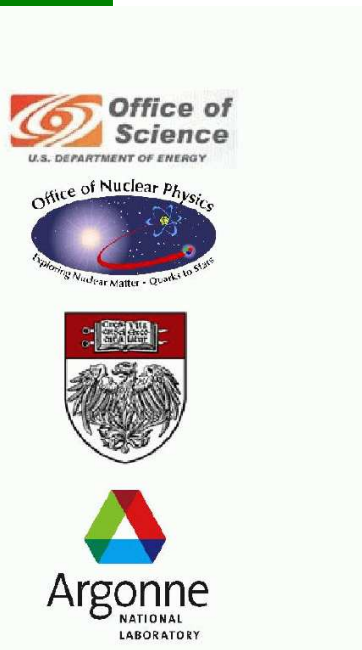 Office of
Science
U.S. DEPARTMENT OF ENERGY
Office of Nuclear Physics
Exploring Nuclear Matter - Quarks to Stars
Argonne
NATIONAL
LABORATORY